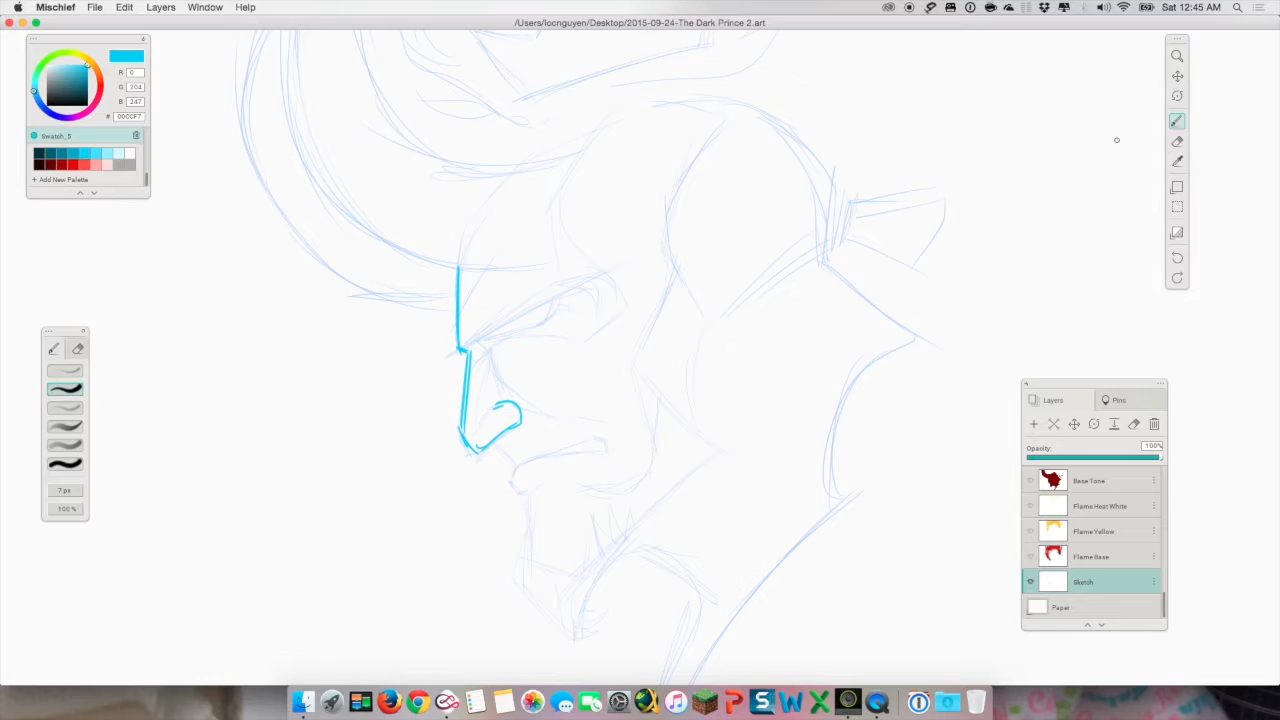 Mischief File Edit Layers Window Help
Sat 12:45 AM
/Users/locnguyen/Desktop/2015-09-24-The Dark Prince 2.art
R 0
G 204
B 247
# 00CCF7
Swatch_5
+ Add New Palette
7 px
100 %
Layers Pins
Opacity: 100%
Base Tone
Flame Heat White
Flame Yellow
Flame Base
Sketch
Paper